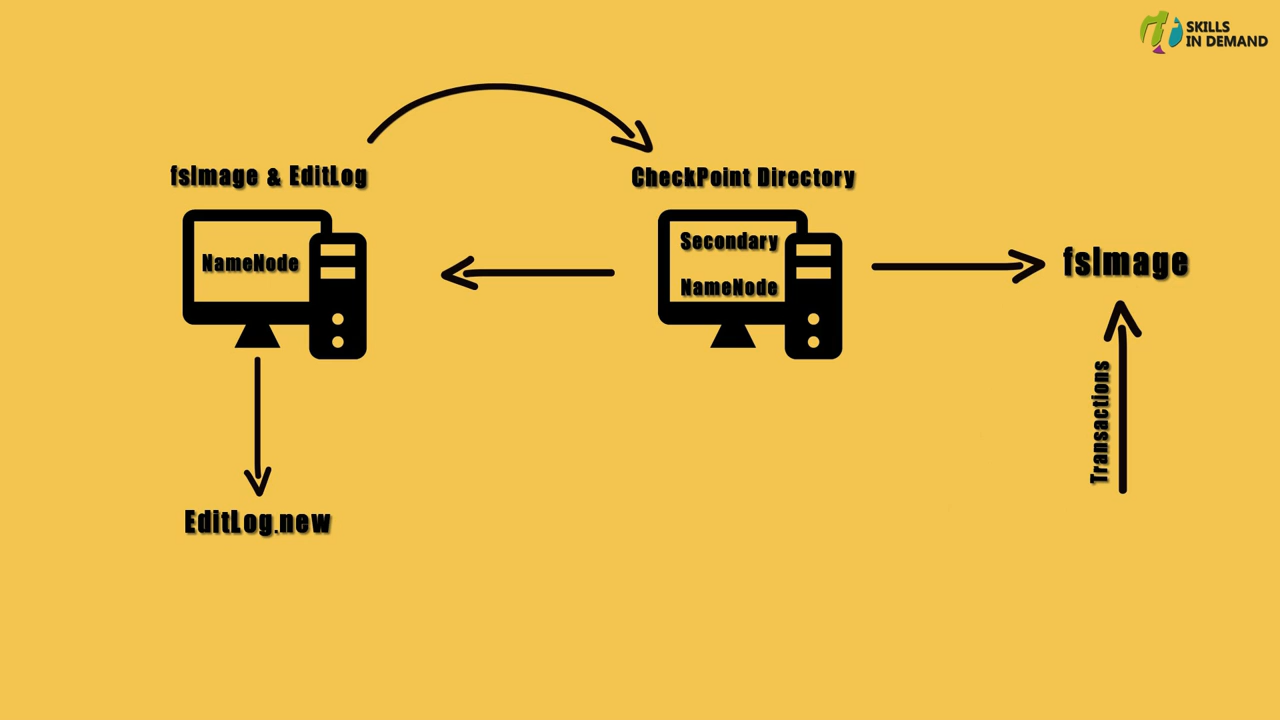 SKILLS
IN DEMAND
fsImage & EditLog
CheckPoint Directory
NameNode
Secondary
NameNode
fsImage
Transactions
EditLog.new